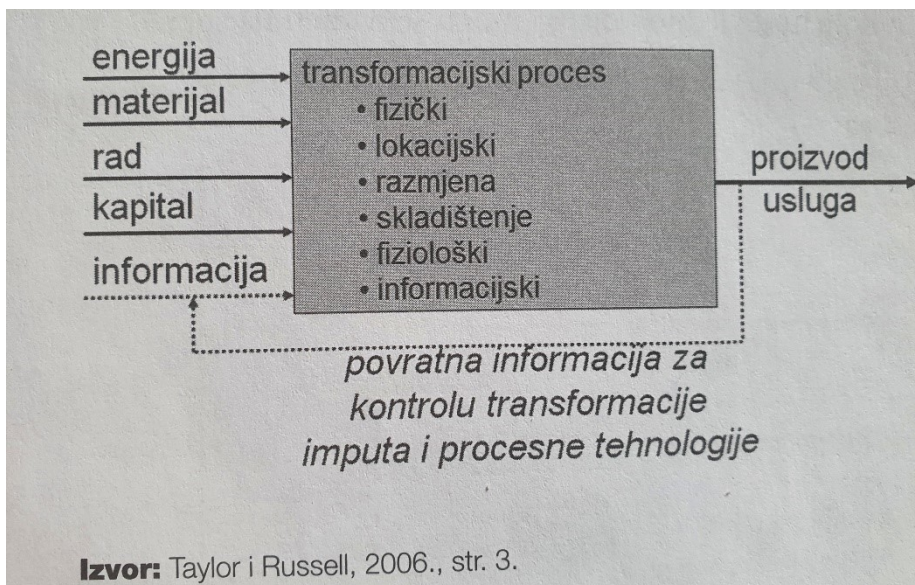 energija
materijal
rad
kapital
informacija
transformacijski proces
• fizički
• lokacijski
• razmjena
• skladištenje
• fiziološki
• informacijski
proizvod
usluga
povratna informacija za
kontrolu transformacije
imputa i procesne tehnologije
Izvor: Taylor i Russell, 2006., str. 3.